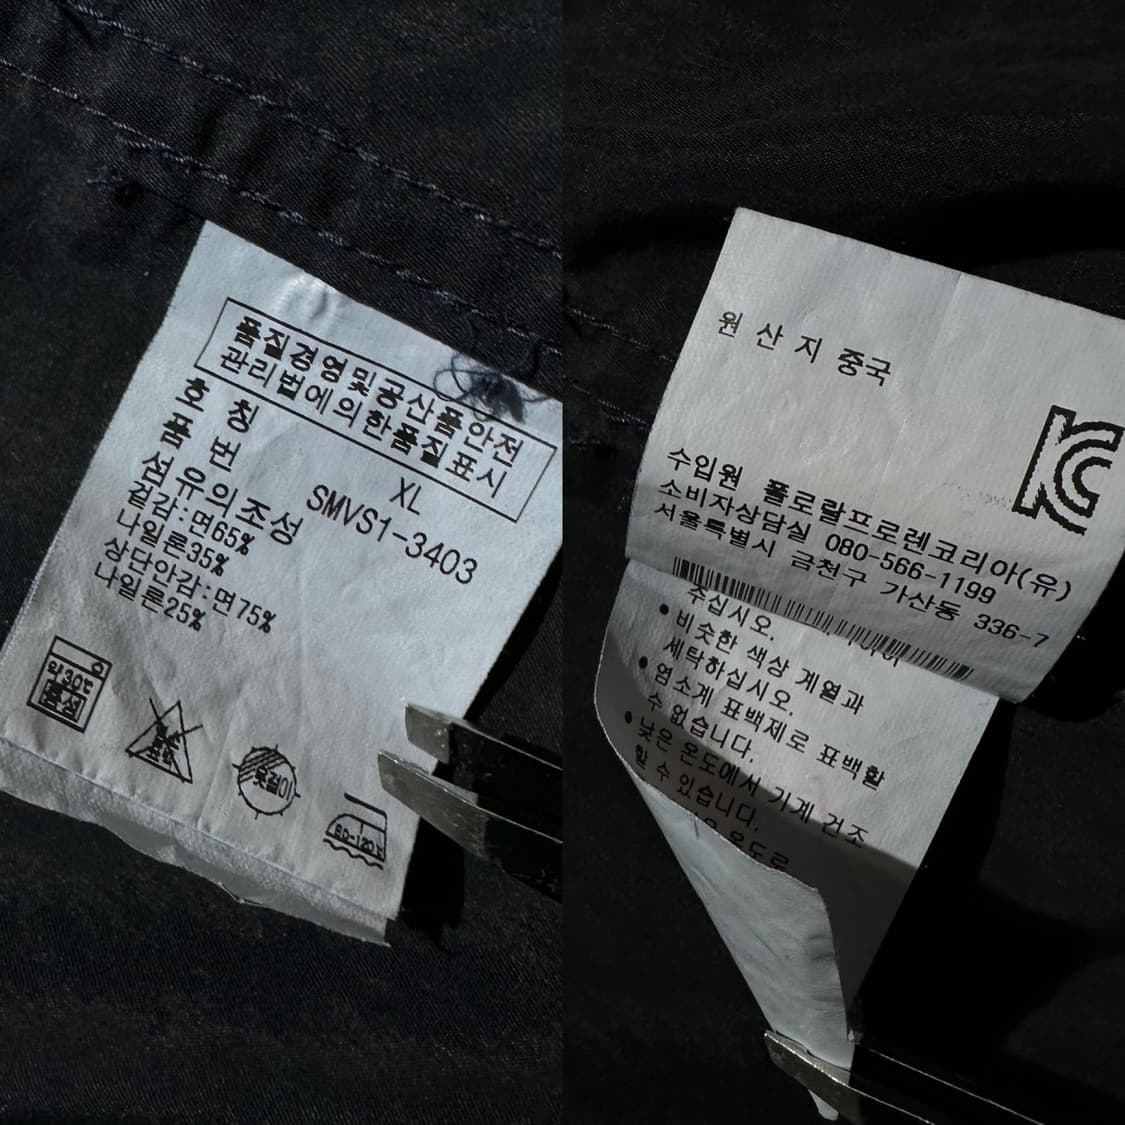 품질경영및공산품안전
관리법에의한품질표시
호 칭 XL
품 번 SMVS1-3403
섬유의조성
겉감:면65%
나일론35%
상단안감:면75%
나일론25%
약30℃
중성
옷걸이
80-120℃
원산지 중국
수입원 폴로랄프로렌코리아(유)
소비자상담실 080-566-1199
서울특별시 금천구 가산동 336-7
주십시오.
● 비슷한 색상 계열과
세탁하십시오.
● 염소계 표백제로 표백할
수 없습니다.
● 낮은 온도에서 기계 건조
할 수 있습니다.
온도로